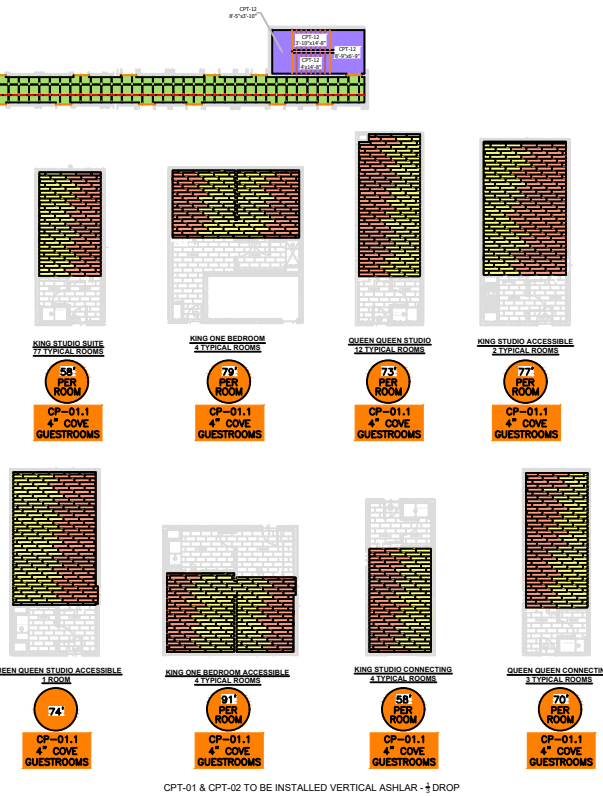 CPT-12
8'-5"x3'-10"
CPT-12
3'-10"x14'-8"
CPT-12
8'-9"x6'-9"
CPT-12
4'x14'-8"
KING STUDIO SUITE
77 TYPICAL ROOMS
58'
PER
ROOM
CP-01.1
4" COVE
GUESTROOMS
KING ONE BEDROOM
4 TYPICAL ROOMS
79'
PER
ROOM
CP-01.1
4" COVE
GUESTROOMS
QUEEN QUEEN STUDIO
12 TYPICAL ROOMS
73'
PER
ROOM
CP-01.1
4" COVE
GUESTROOMS
KING STUDIO ACCESSIBLE
2 TYPICAL ROOMS
77'
PER
ROOM
CP-01.1
4" COVE
GUESTROOMS
UEEN QUEEN STUDIO ACCESSIBLE
1 ROOM
74'
CP-01.1
4" COVE
GUESTROOMS
KING ONE BEDROOM ACCESSIBLE
4 TYPICAL ROOMS
91'
PER
ROOM
CP-01.1
4" COVE
GUESTROOMS
KING STUDIO CONNECTING
4 TYPICAL ROOMS
58'
PER
ROOM
CP-01.1
4" COVE
GUESTROOMS
QUEEN QUEEN CONNECTIN
3 TYPICAL ROOMS
70'
PER
ROOM
CP-01.1
4" COVE
GUESTROOMS
CPT-01 & CPT-02 TO BE INSTALLED VERTICAL ASHLAR - ½ DROP